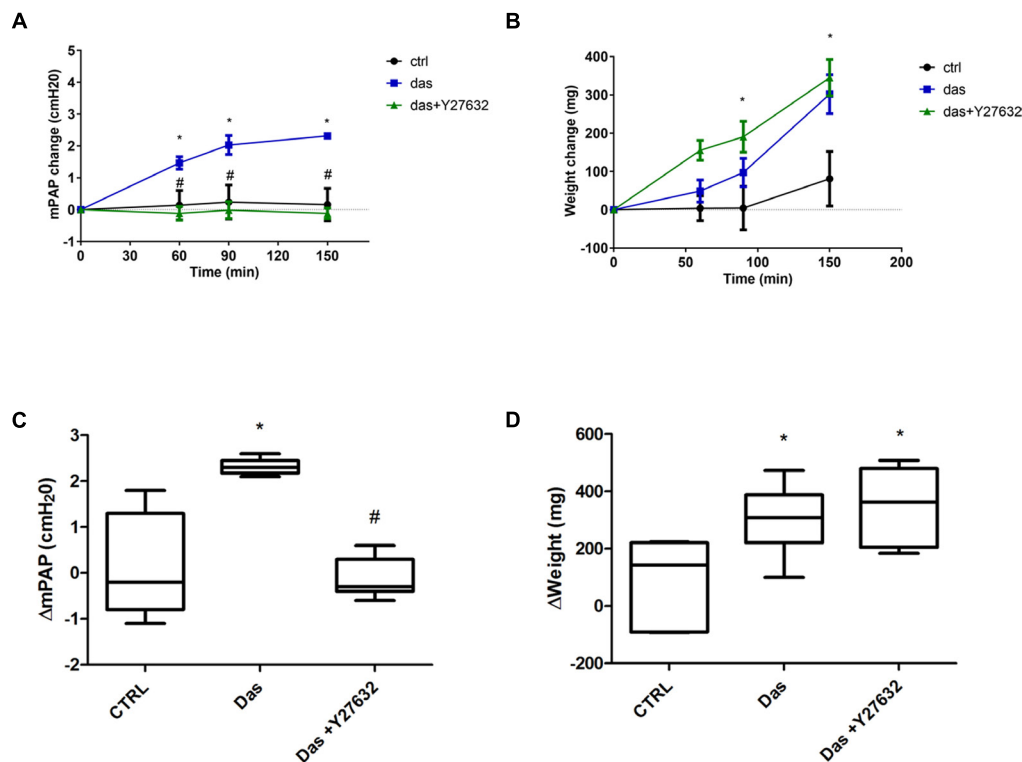 A
mPAP change (cmH20)
5
4
3
2
1
0
-1
* * *
# # #
0 60 90 120 150
Time (min)
ctrl
das
das+Y27632
B
Weight change (mg)
400
300
200
100
0
-100
* *
0 50 100 150 200
Time (min)
ctrl
das
das+Y27632
C
ΔmPAP (cmH₂0)
3
2
1
0
-1
-2
*
#
CTRL
Das
Das +Y27632
D
ΔWeight (mg)
600
400
200
0
-200
* *
CTRL
Das
Das +Y27632